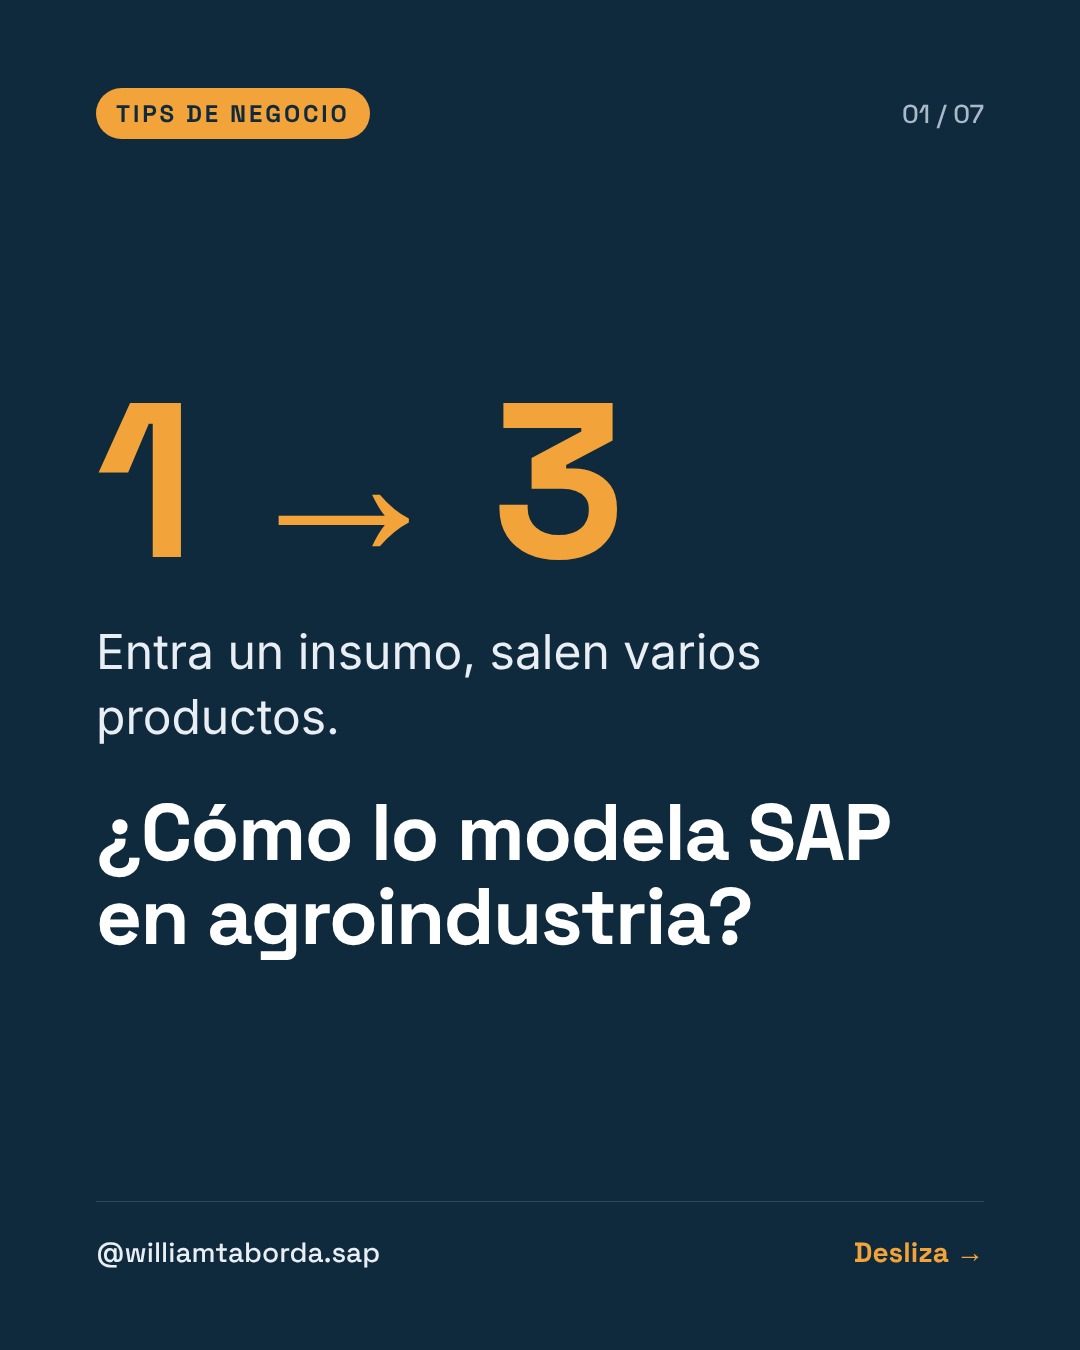 TIPS DE NEGOCIO
01 / 07
1 → 3
Entra un insumo, salen varios
productos.
¿Cómo lo modela SAP
en agroindustria?
@williamtaborda.sap
Desliza →